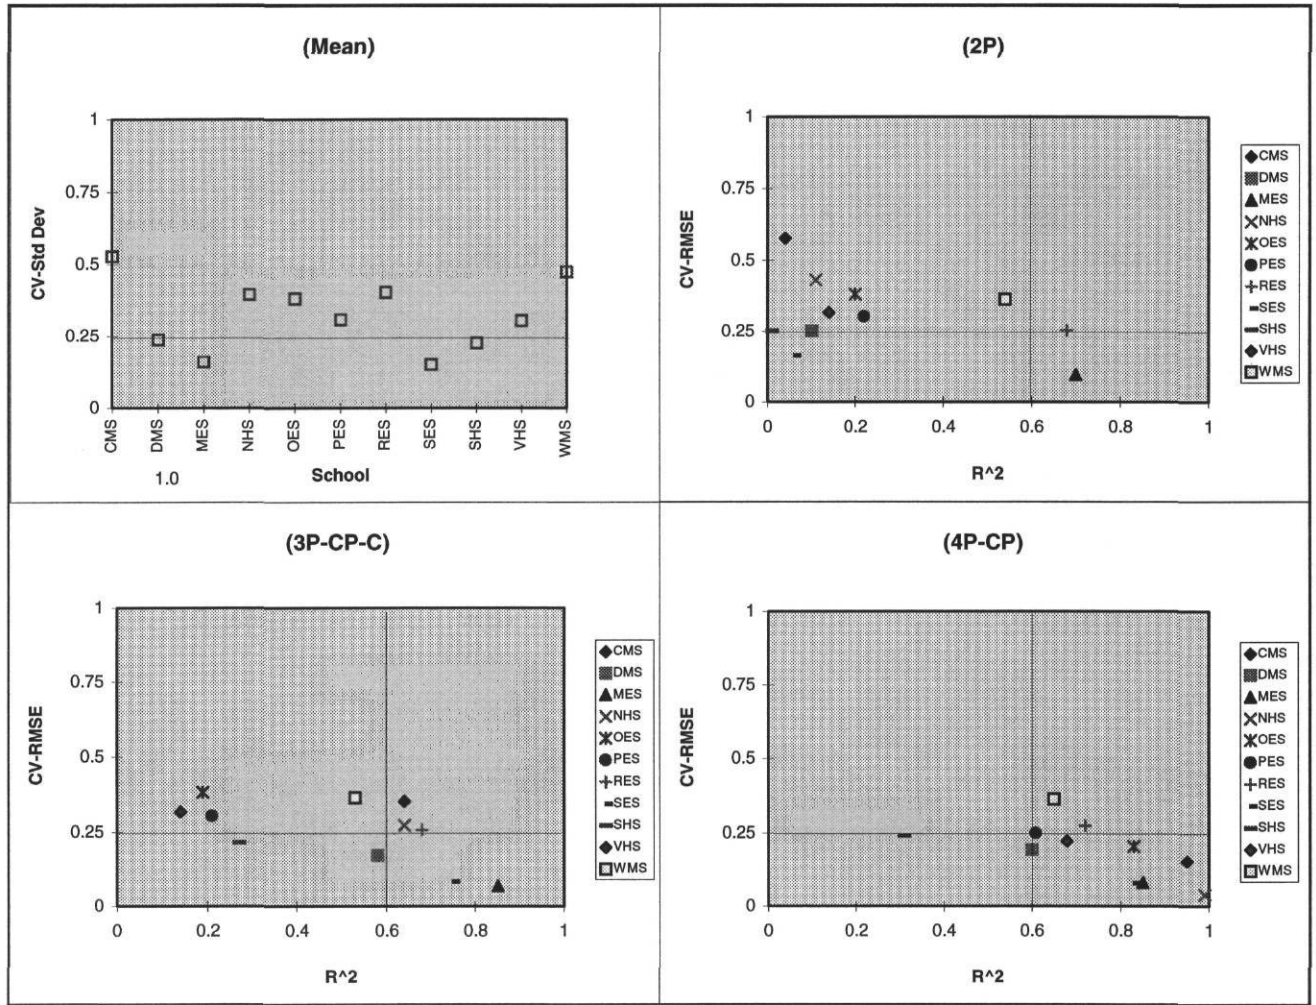 (Mean)
CV-Std Dev
1
0.75
0.5
0.25
0
CMS
DMS
MES
NHS
OES
PES
RES
SES
SHS
VHS
WMS
1.0
School
(2P)
CV-RMSE
1
0.75
0.5
0.25
0
0 0.2 0.4 0.6 0.8 1
R^2
CMS
DMS
MES
NHS
OES
PES
RES
SES
SHS
VHS
WMS
(3P-CP-C)
CV-RMSE
1
0.75
0.5
0.25
0
0 0.2 0.4 0.6 0.8 1
R^2
CMS
DMS
MES
NHS
OES
PES
RES
SES
SHS
VHS
WMS
(4P-CP)
CV-RMSE
1
0.75
0.5
0.25
0
0 0.2 0.4 0.6 0.8 1
R^2
CMS
DMS
MES
NHS
OES
PES
RES
SES
SHS
VHS
WMS